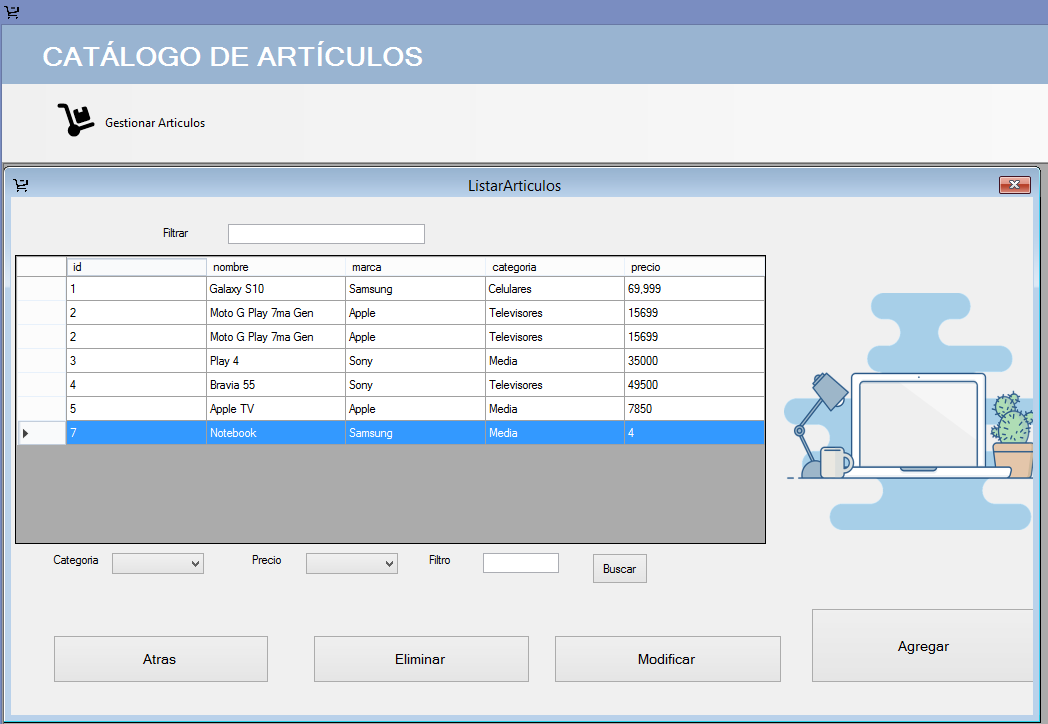 CATÁLOGO DE ARTÍCULOS
Gestionar Articulos
ListarArticulos
Filtrar
id nombre marca categoria precio
1 Galaxy S10 Samsung Celulares 69,999
2 Moto G Play 7ma Gen Apple Televisores 15699
2 Moto G Play 7ma Gen Apple Televisores 15699
3 Play 4 Sony Media 35000
4 Bravia 55 Sony Televisores 49500
5 Apple TV Apple Media 7850
7 Notebook Samsung Media 4
Categoria Precio Filtro Buscar
Atras Eliminar Modificar Agregar